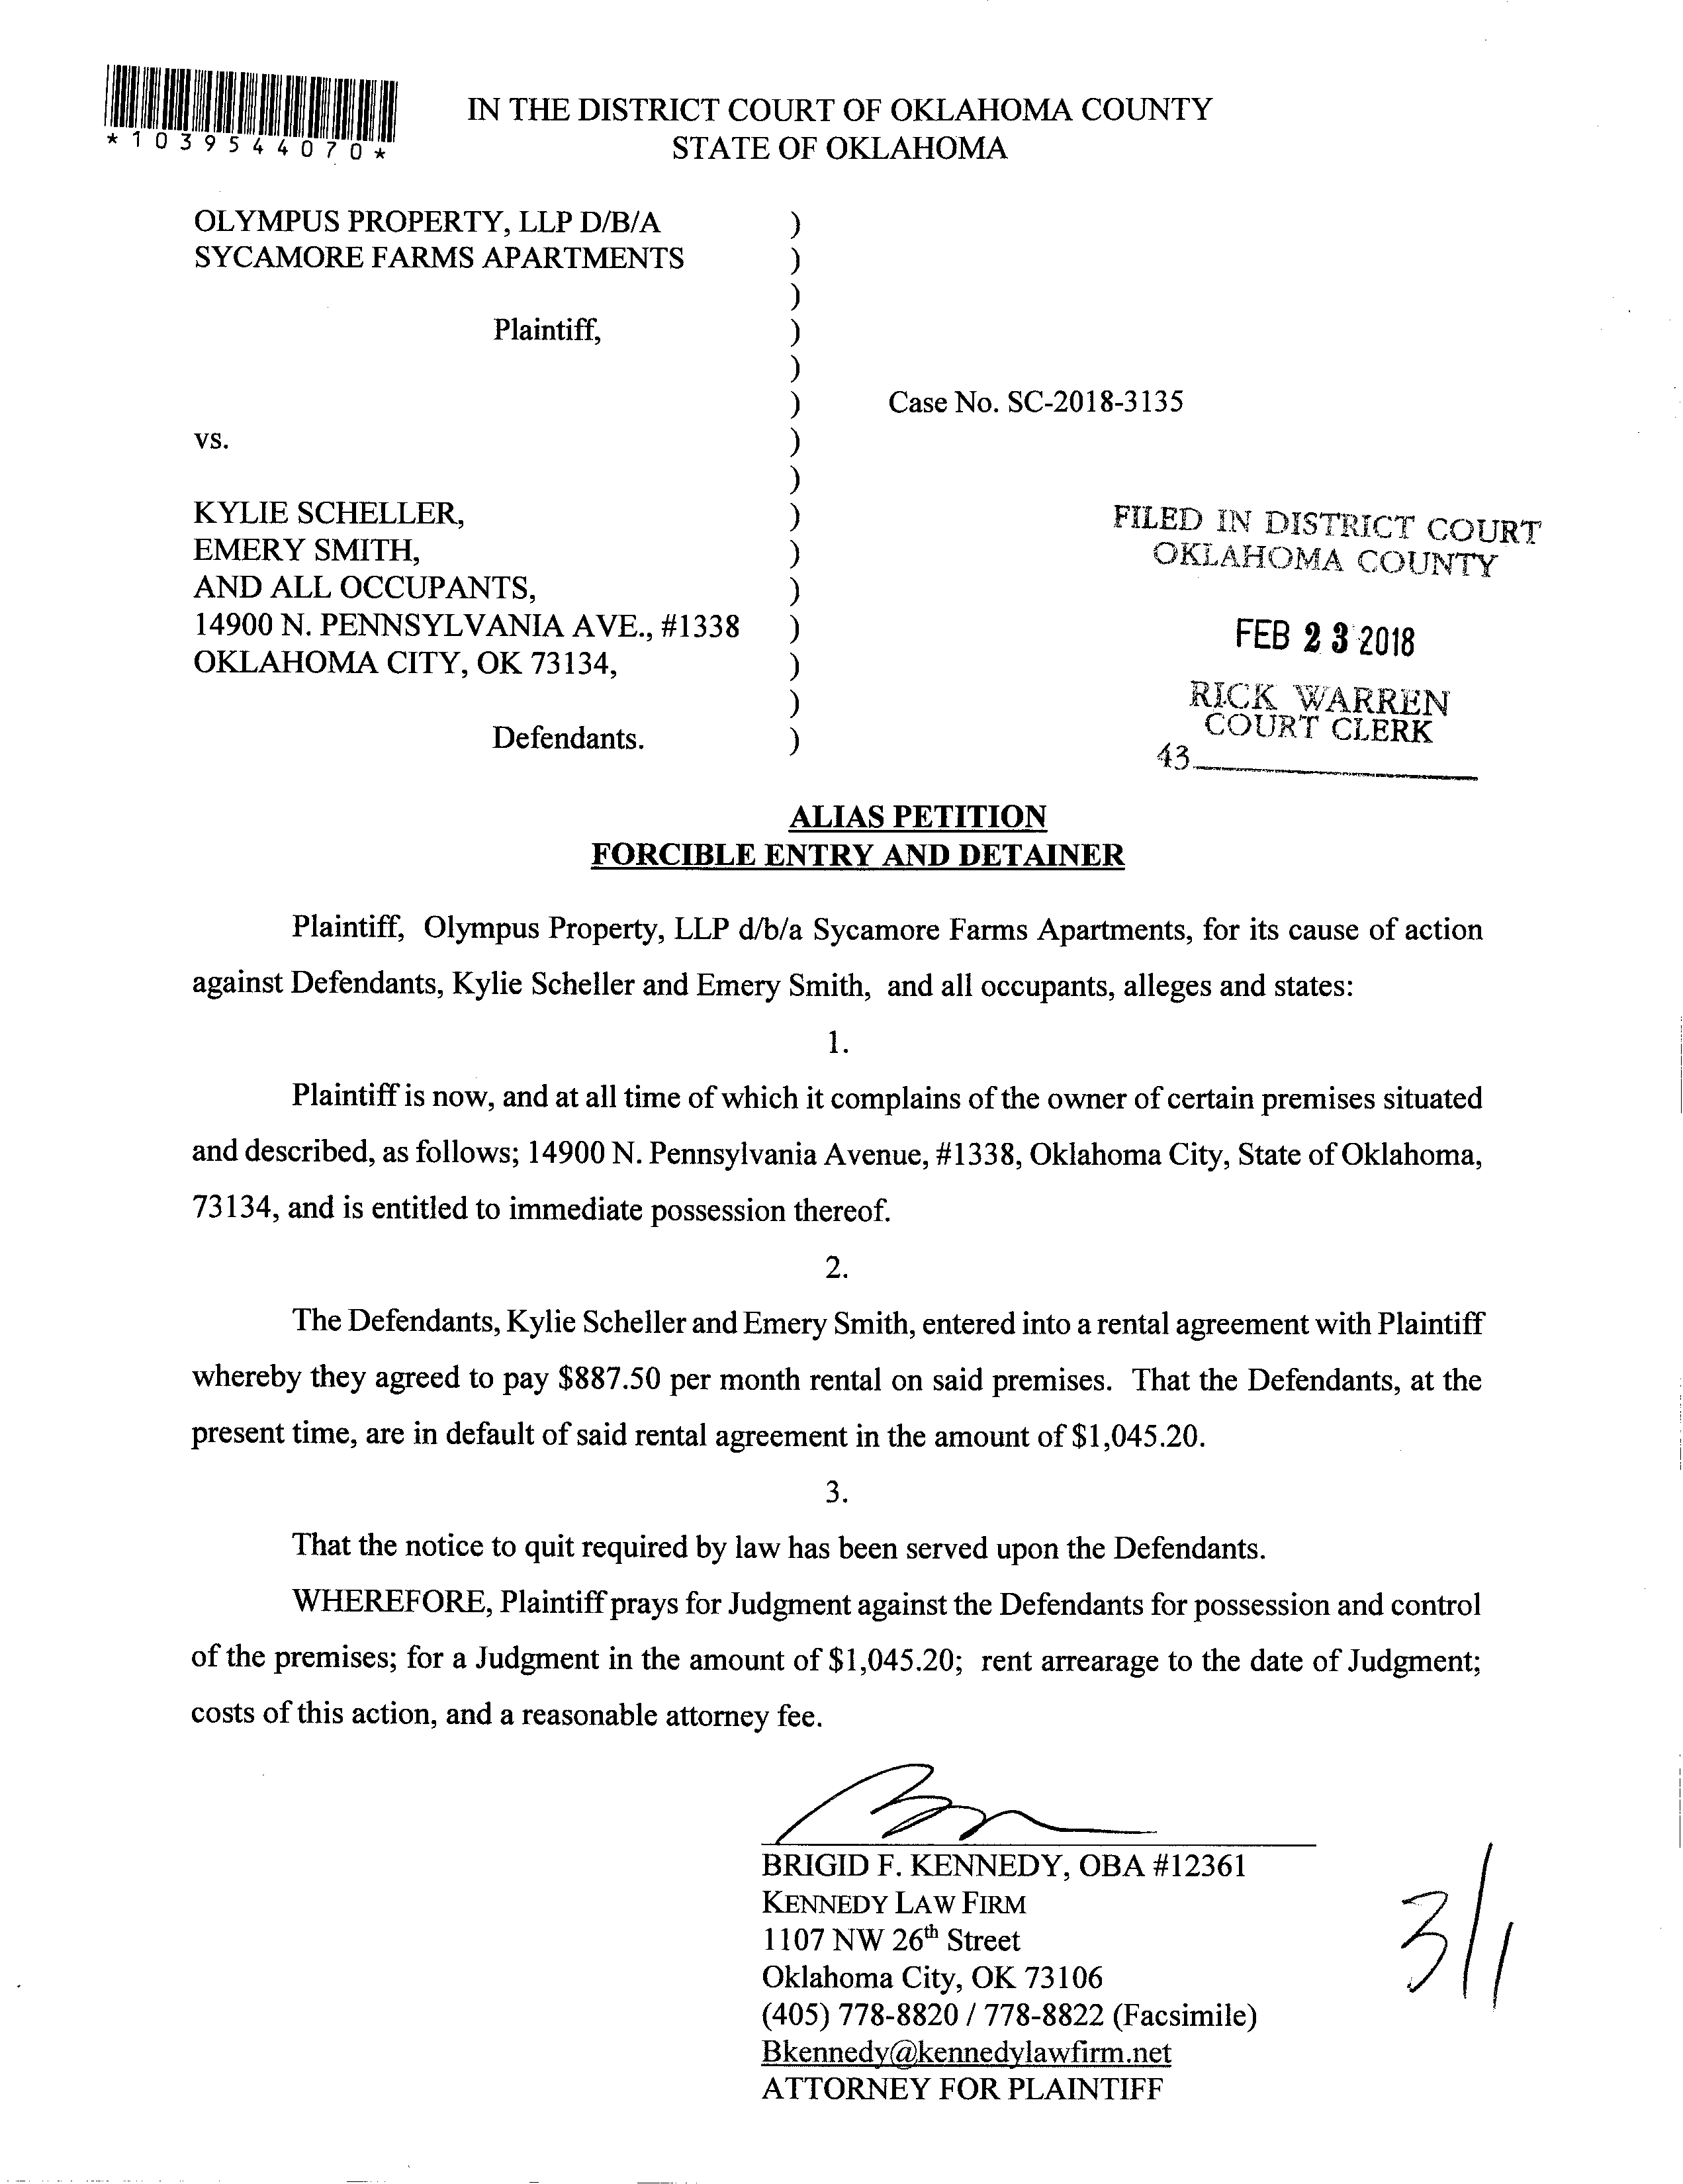 *1039544070*
IN THE DISTRICT COURT OF OKLAHOMA COUNTY
STATE OF OKLAHOMA
OLYMPUS PROPERTY, LLP D/B/A )
SYCAMORE FARMS APARTMENTS )
)
Plaintiff, )
)
) Case No. SC-2018-3135
vs. )
)
KYLIE SCHELLER, )
EMERY SMITH, )
AND ALL OCCUPANTS, )
14900 N. PENNSYLVANIA AVE., #1338 )
OKLAHOMA CITY, OK 73134, )
)
Defendants. )
FILED IN DISTRICT COURT
OKLAHOMA COUNTY
FEB 23 2018
RICK WARREN
COURT CLERK
43
ALIAS PETITION
FORCIBLE ENTRY AND DETAINER
Plaintiff, Olympus Property, LLP d/b/a Sycamore Farms Apartments, for its cause of action
against Defendants, Kylie Scheller and Emery Smith, and all occupants, alleges and states:
1.
Plaintiff is now, and at all time of which it complains of the owner of certain premises situated
and described, as follows; 14900 N. Pennsylvania Avenue, #1338, Oklahoma City, State of Oklahoma,
73134, and is entitled to immediate possession thereof.
2.
The Defendants, Kylie Scheller and Emery Smith, entered into a rental agreement with Plaintiff
whereby they agreed to pay $887.50 per month rental on said premises. That the Defendants, at the
present time, are in default of said rental agreement in the amount of $1,045.20.
3.
That the notice to quit required by law has been served upon the Defendants.
WHEREFORE, Plaintiff prays for Judgment against the Defendants for possession and control
of the premises; for a Judgment in the amount of $1,045.20; rent arrearage to the date of Judgment;
costs of this action, and a reasonable attorney fee.
BRIGID F. KENNEDY, OBA #12361
KENNEDY LAW FIRM
1107 NW 26th Street
Oklahoma City, OK 73106
(405) 778-8820 / 778-8822 (Facsimile)
Bkennedy@kennedylawfirm.net
ATTORNEY FOR PLAINTIFF
3/1